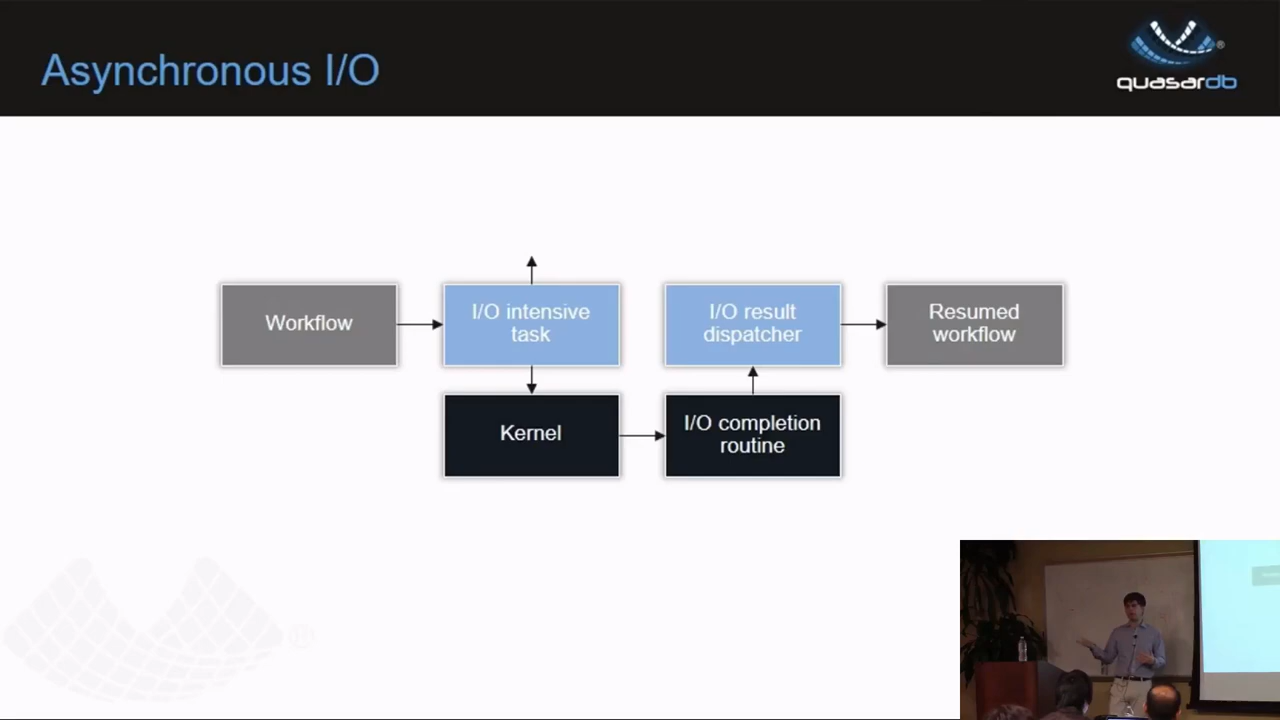 Asynchronous I/O
®
quasardb
Workflow
I/O intensive
task
I/O result
dispatcher
Resumed
workflow
Kernel
I/O completion
routine
®